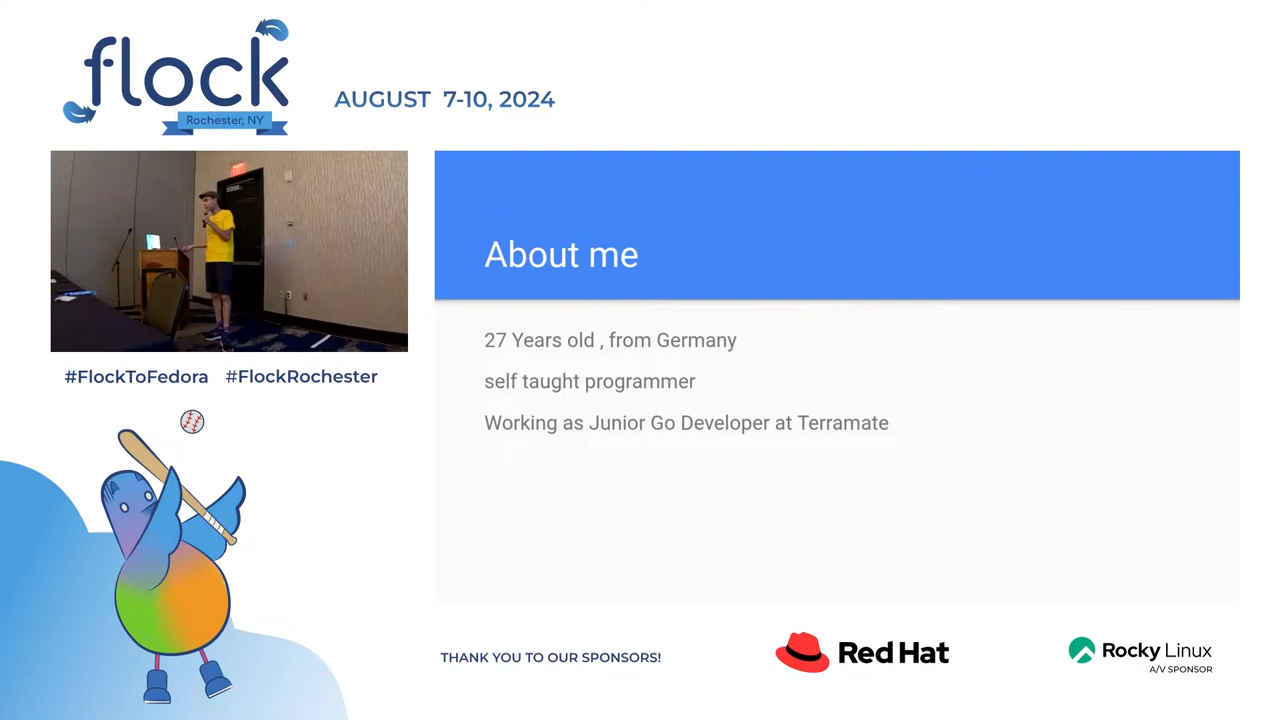 flock
Rochester, NY
AUGUST 7-10, 2024
EXIT
#FlockToFedora #FlockRochester
About me
27 Years old , from Germany
self taught programmer
Working as Junior Go Developer at Terramate
THANK YOU TO OUR SPONSORS!
Red Hat
Rocky Linux
A/V SPONSOR